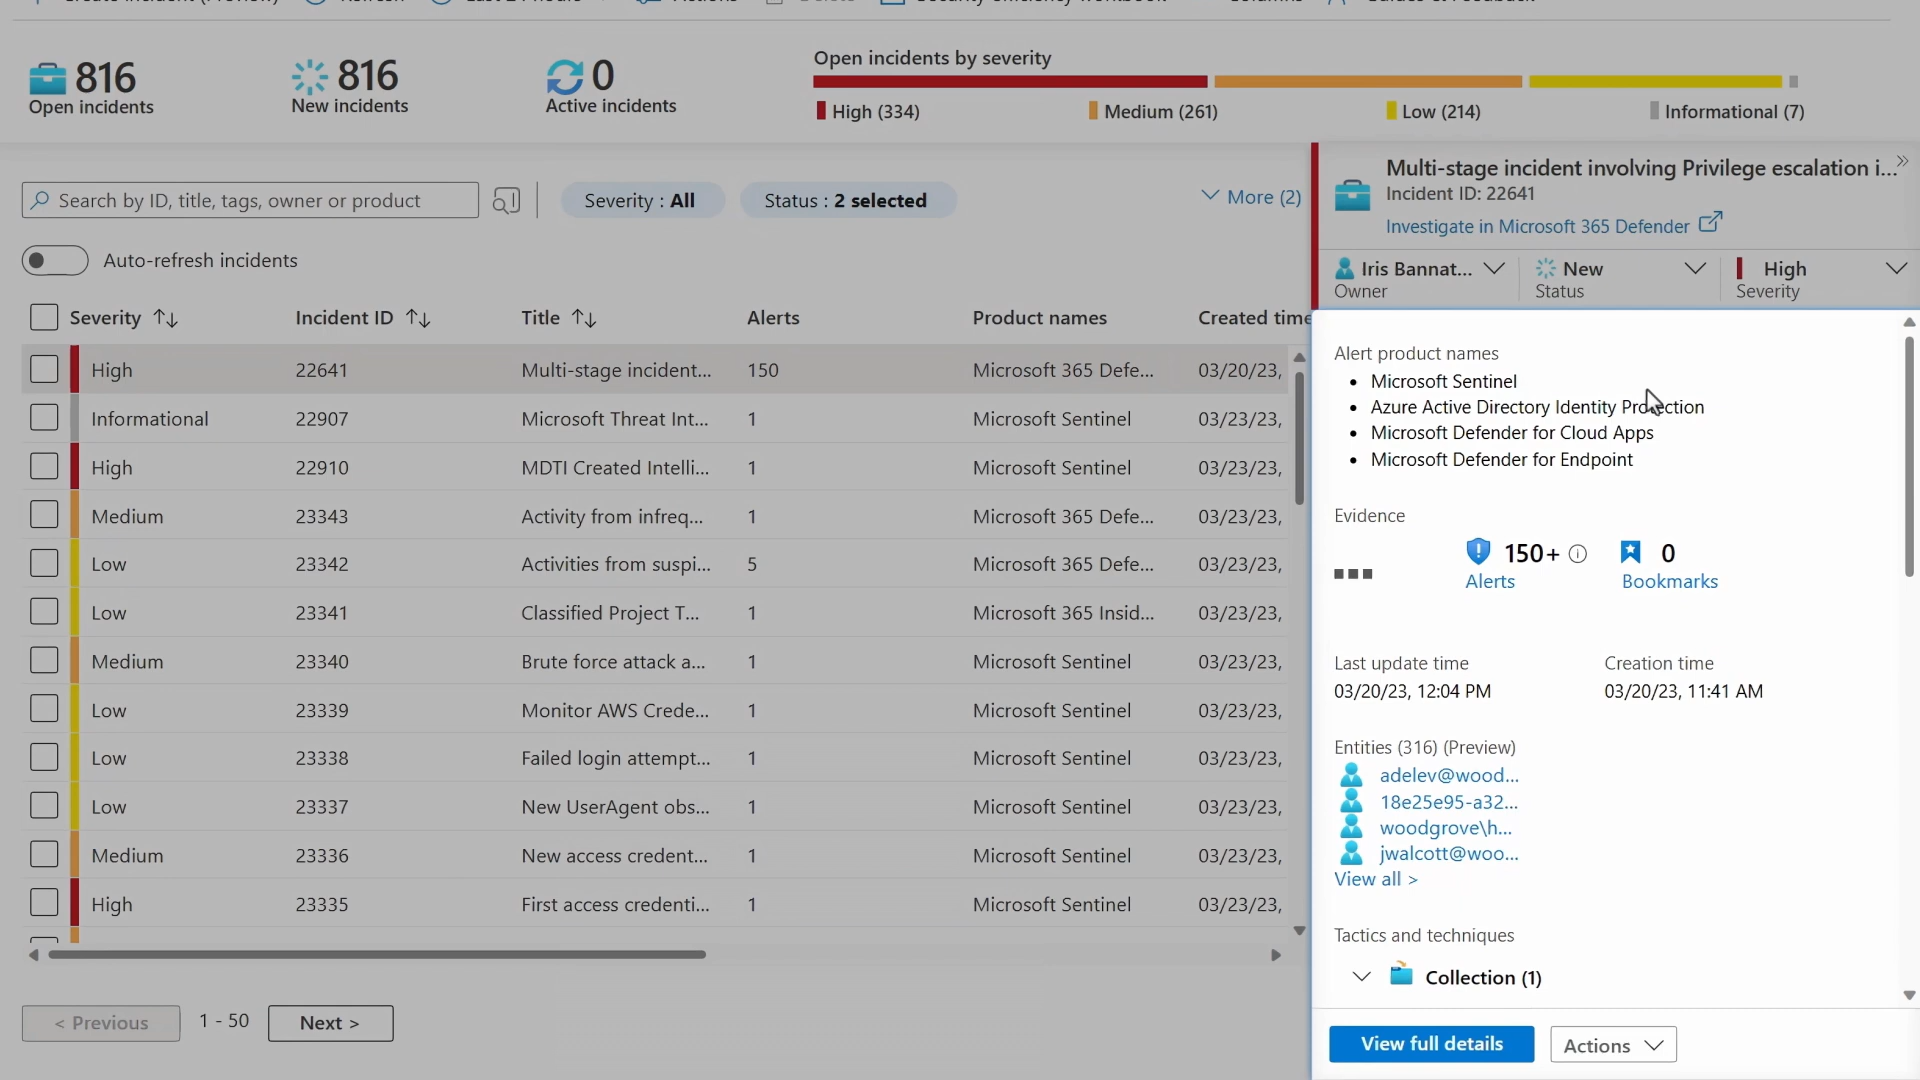 816
Open incidents
816
New incidents
0
Active incidents
Open incidents by severity
High (334)
Medium (261)
Low (214)
Informational (7)
Search by ID, title, tags, owner or product
Severity : All
Status : 2 selected
More (2)
Auto-refresh incidents
Severity Incident ID Title Alerts Product names Created time
High 22641 Multi-stage incident... 150 Microsoft 365 Defe... 03/20/23,
Informational 22907 Microsoft Threat Int... 1 Microsoft Sentinel 03/23/23,
High 22910 MDTI Created Intelli... 1 Microsoft Sentinel 03/23/23,
Medium 23343 Activity from infreq... 1 Microsoft 365 Defe... 03/23/23,
Low 23342 Activities from suspi... 5 Microsoft 365 Defe... 03/23/23,
Low 23341 Classified Project T... 1 Microsoft 365 Insid... 03/23/23,
Medium 23340 Brute force attack a... 1 Microsoft Sentinel 03/23/23,
Low 23339 Monitor AWS Crede... 1 Microsoft Sentinel 03/23/23,
Low 23338 Failed login attempt... 1 Microsoft Sentinel 03/23/23,
Low 23337 New UserAgent obs... 1 Microsoft Sentinel 03/23/23,
Medium 23336 New access credent... 1 Microsoft Sentinel 03/23/23,
High 23335 First access credenti... 1 Microsoft Sentinel 03/23/23,
< Previous 1 - 50 Next >
Multi-stage incident involving Privilege escalation i...
Incident ID: 22641
Investigate in Microsoft 365 Defender
Iris Bannat... New High
Owner Status Severity
Alert product names
• Microsoft Sentinel
• Azure Active Directory Identity Protection
• Microsoft Defender for Cloud Apps
• Microsoft Defender for Endpoint
Evidence
150+ 0
Alerts Bookmarks
Last update time Creation time
03/20/23, 12:04 PM 03/20/23, 11:41 AM
Entities (316) (Preview)
adelev@wood...
18e25e95-a32...
woodgrove\h...
jwalcott@woo...
View all >
Tactics and techniques
Collection (1)
View full details Actions